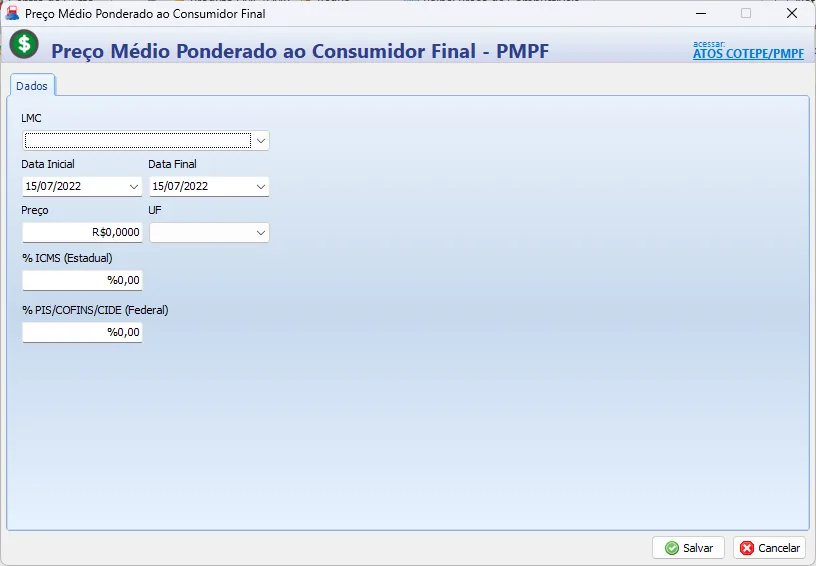 Preço Médio Ponderado ao Consumidor Final
$
Preço Médio Ponderado ao Consumidor Final - PMPF
acessar:
ATOS COTEPE/PMPF
Dados
LMC
Data Inicial Data Final
15/07/2022 15/07/2022
Preço UF
R$0,0000
% ICMS (Estadual)
%0,00
% PIS/COFINS/CIDE (Federal)
%0,00
Salvar Cancelar